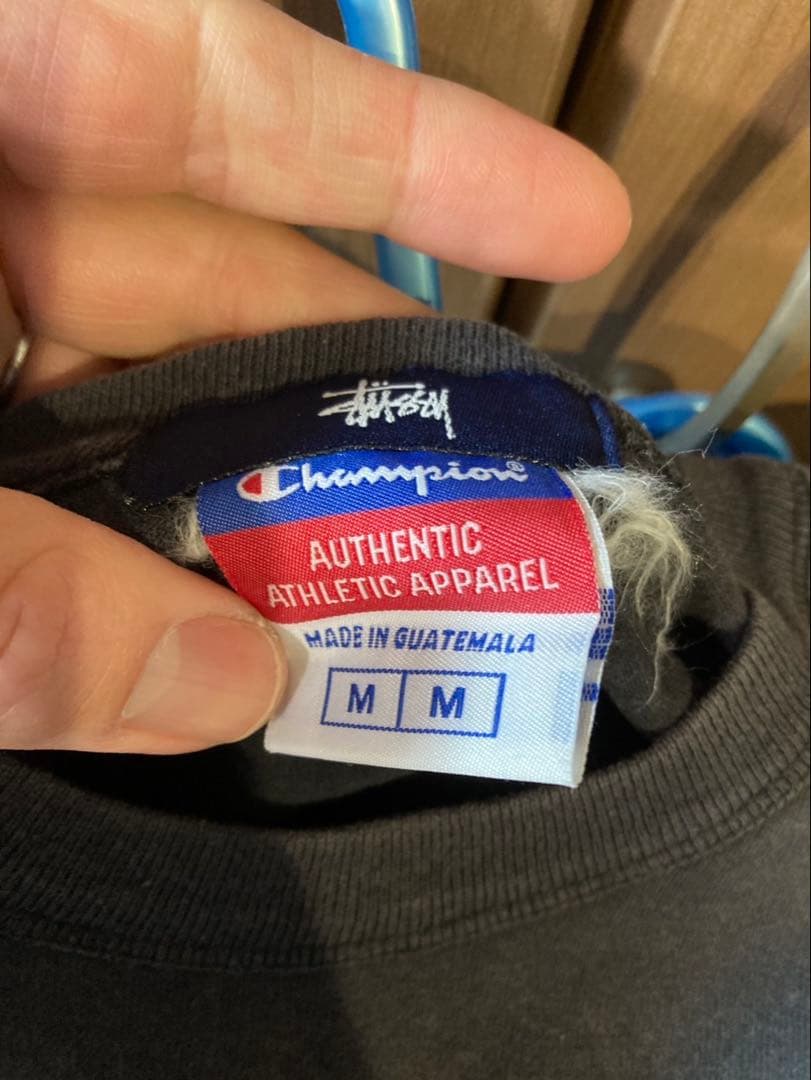 Stüssy
Champion®
AUTHENTIC
ATHLETIC APPAREL
MADE IN GUATEMALA
M M